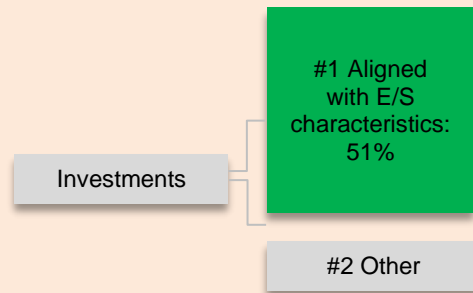 #1 Aligned
with E/S
characteristics:
51%
Investments
#2 Other